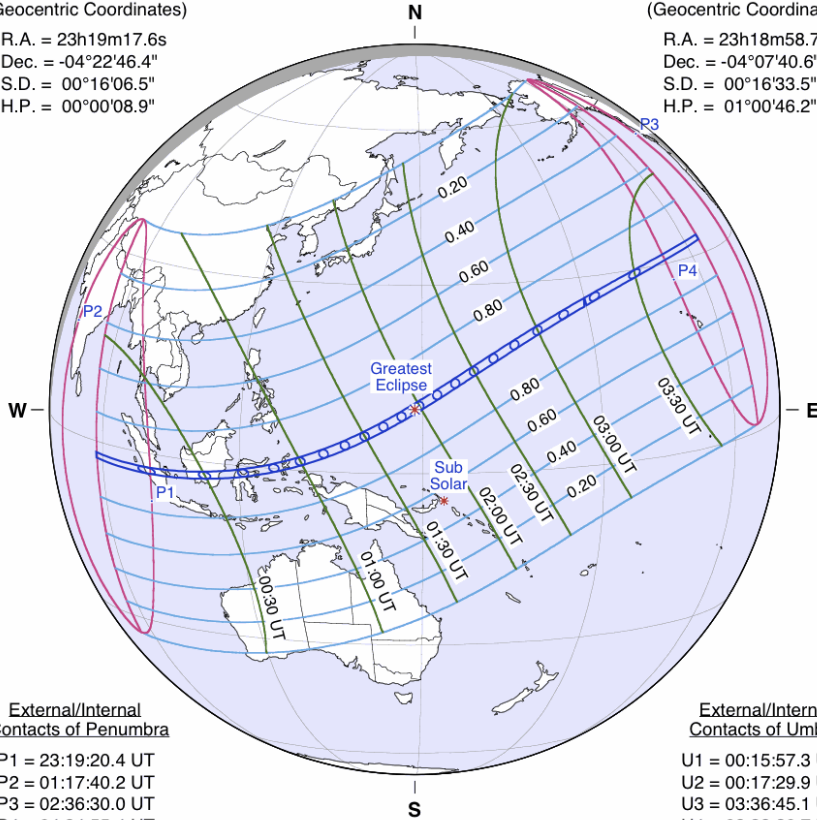 N
Geocentric Coordinates)
R.A. = 23h19m17.6s
Dec. = -04°22'46.4"
S.D. = 00°16'06.5"
H.P. = 00°00'08.9"
(Geocentric Coordina
R.A. = 23h18m58.7
Dec. = -04°07'40.6"
S.D. = 00°16'33.5"
H.P. = 01°00'46.2"
P3
0.20
0.40
0.60
0.80
P4
P2
Greatest
Eclipse
W
E
0.80
0.60
0.40
0.20
P1
Sub
Solar
00:30 UT
01:00 UT
01:30 UT
02:00 UT
02:30 UT
03:00 UT
03:30 UT
External/Internal
ontacts of Penumbra
P1 = 23:19:20.4 UT
P2 = 01:17:40.2 UT
P3 = 02:36:30.0 UT
S
External/Intern
Contacts of Umb
U1 = 00:15:57.3
U2 = 00:17:29.9
U3 = 03:36:45.1